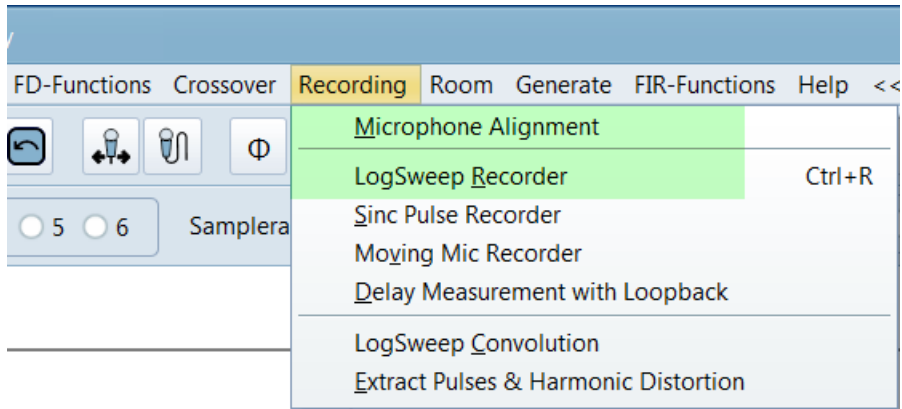 FD-Functions Crossover Recording Room Generate FIR-Functions Help <<
Microphone Alignment
Φ
LogSweep Recorder Ctrl+R
5 6 Samplera
Sinc Pulse Recorder
Moving Mic Recorder
Delay Measurement with Loopback
LogSweep Convolution
Extract Pulses & Harmonic Distortion